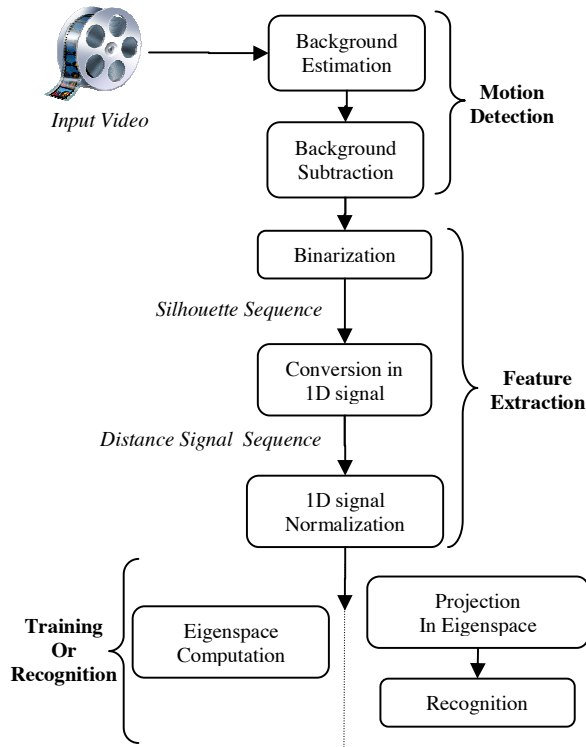 Input Video
Background
Estimation
Motion
Detection
Background
Subtraction
Binarization
Silhouette Sequence
Conversion in
1D signal
Feature
Extraction
Distance Signal Sequence
1D signal
Normalization
Training
Or
Recognition
Eigenspace
Computation
Projection
In Eigenspace
Recognition